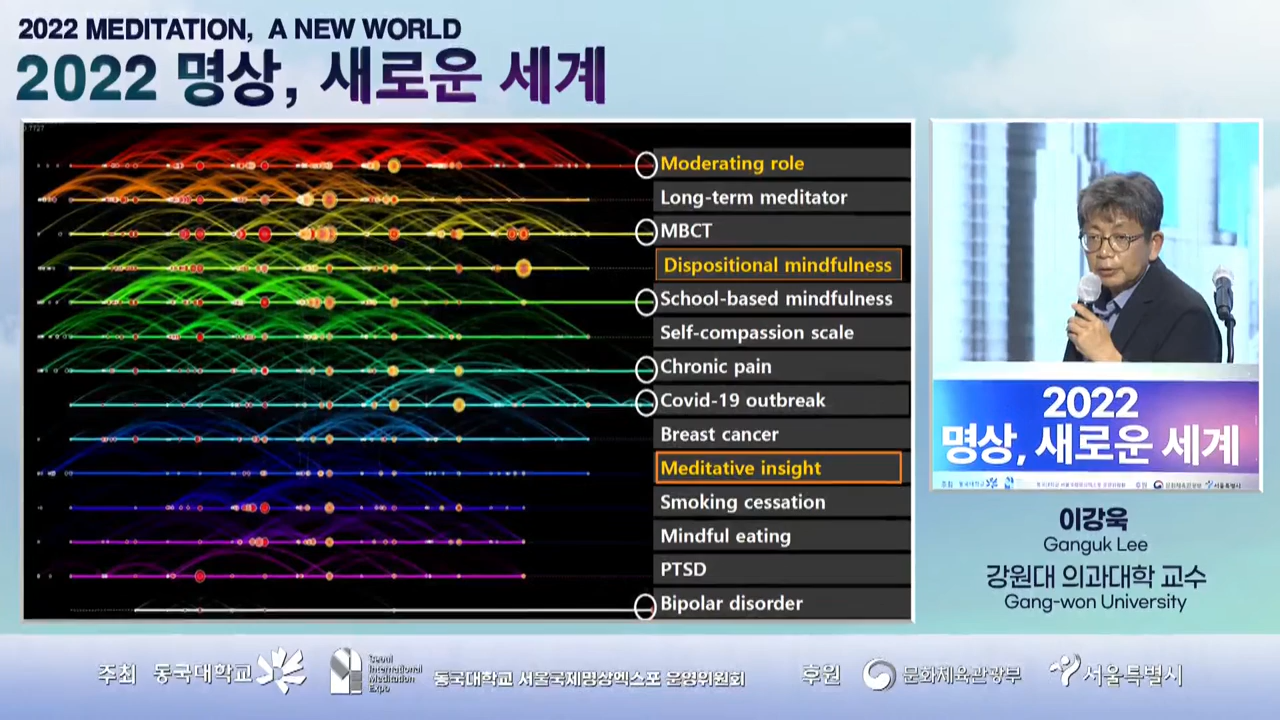 2022 MEDITATION, A NEW WORLD
2022 명상, 새로운 세계
Moderating role
Long-term meditator
MBCT
Dispositional mindfulness
School-based mindfulness
Self-compassion scale
Chronic pain
Covid-19 outbreak
Breast cancer
Meditative insight
Smoking cessation
Mindful eating
PTSD
Bipolar disorder
2022
명상, 새로운 세계
이강욱
Ganguk Lee
강원대 의과대학 교수
Gang-won University
주최 동국대학교
Seoul
International
Meditation
Expo
동국대학교 서울국제명상엑스포 운영위원회
후원 문화체육관광부 서울특별시